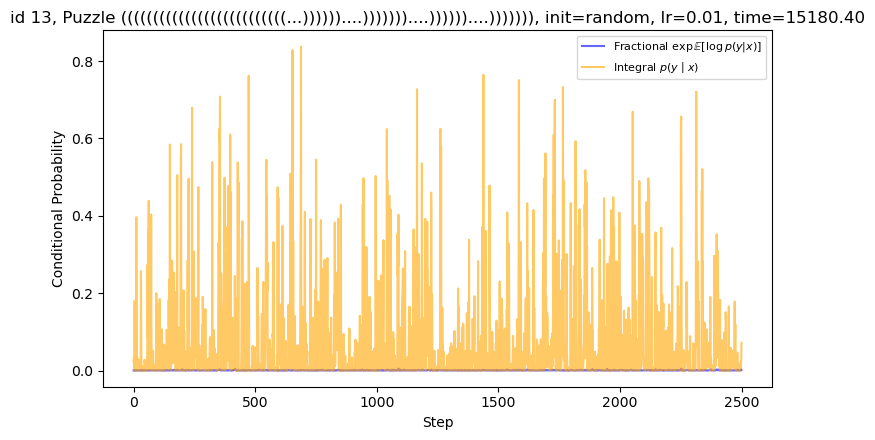 id 13, Puzzle ((((((((((((((((((((((((((...))))))....)))))))....))))))....))))))), init=random, lr=0.01, time=15180.40
Fractional exp𝔼[log p(y|x)]
Integral p(y | x)
Conditional Probability
0.8
0.6
0.4
0.2
0.0
0
500
1000
1500
2000
2500
Step